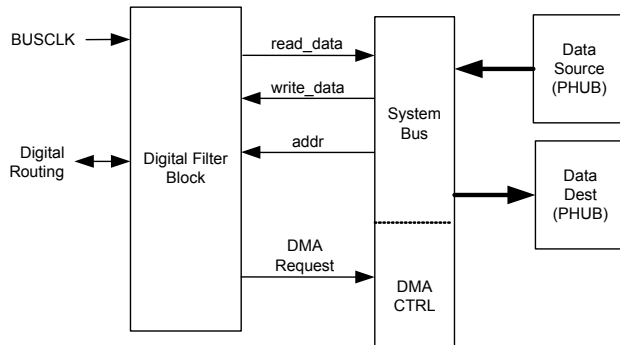 BUSCLK
Digital
Routing
Digital Filter
Block
read_data
write_data
addr
DMA
Request
System
Bus
DMA
CTRL
Data
Source
(PHUB)
Data
Dest
(PHUB)